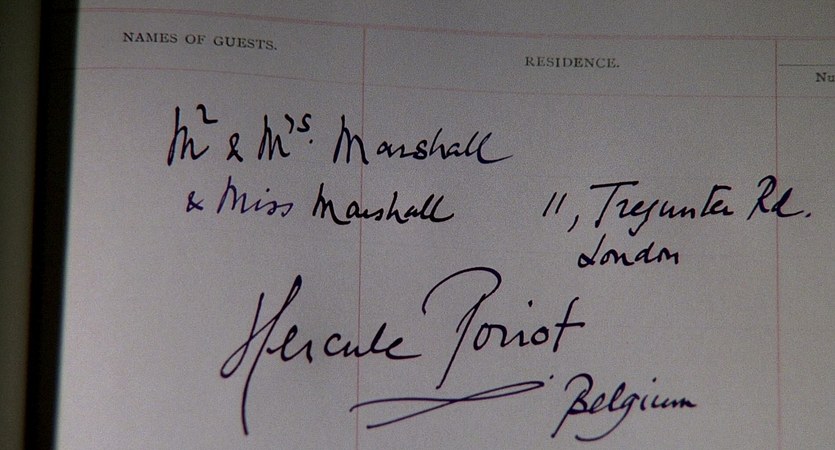 NAMES OF GUESTS.
RESIDENCE.
Nu
Mr & Mrs. Marshall
& Miss Marshall 11, Tregunter Rd.
London
Hercule Poirot
Belgium